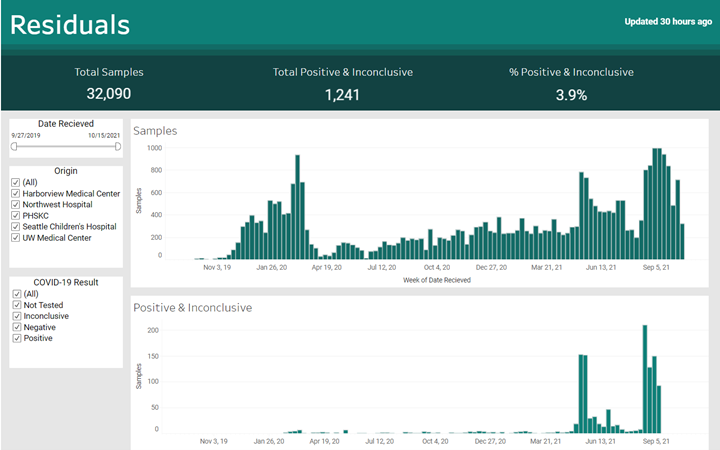 Residuals
Updated 30 hours ago
Total Samples
32,090
Total Positive & Inconclusive
1,241
% Positive & Inconclusive
3.9%
Date Recieved
9/27/2019 10/15/2021
Origin
(All)
Harborview Medical Center
Northwest Hospital
PHSKC
Seattle Children's Hospital
UW Medical Center
COVID-19 Result
(All)
Not Tested
Inconclusive
Negative
Positive
Samples
1000
800
600
400
200
0
Samples
Nov 3, 19 Jan 26, 20 Apr 19, 20 Jul 12, 20 Oct 4, 20 Dec 27, 20 Mar 21, 21 Jun 13, 21 Sep 5, 21
Week of Date Recieved
Positive & Inconclusive
200
150
100
50
0
Samples
Nov 3, 19 Jan 26, 20 Apr 19, 20 Jul 12, 20 Oct 4, 20 Dec 27, 20 Mar 21, 21 Jun 13, 21 Sep 5, 21